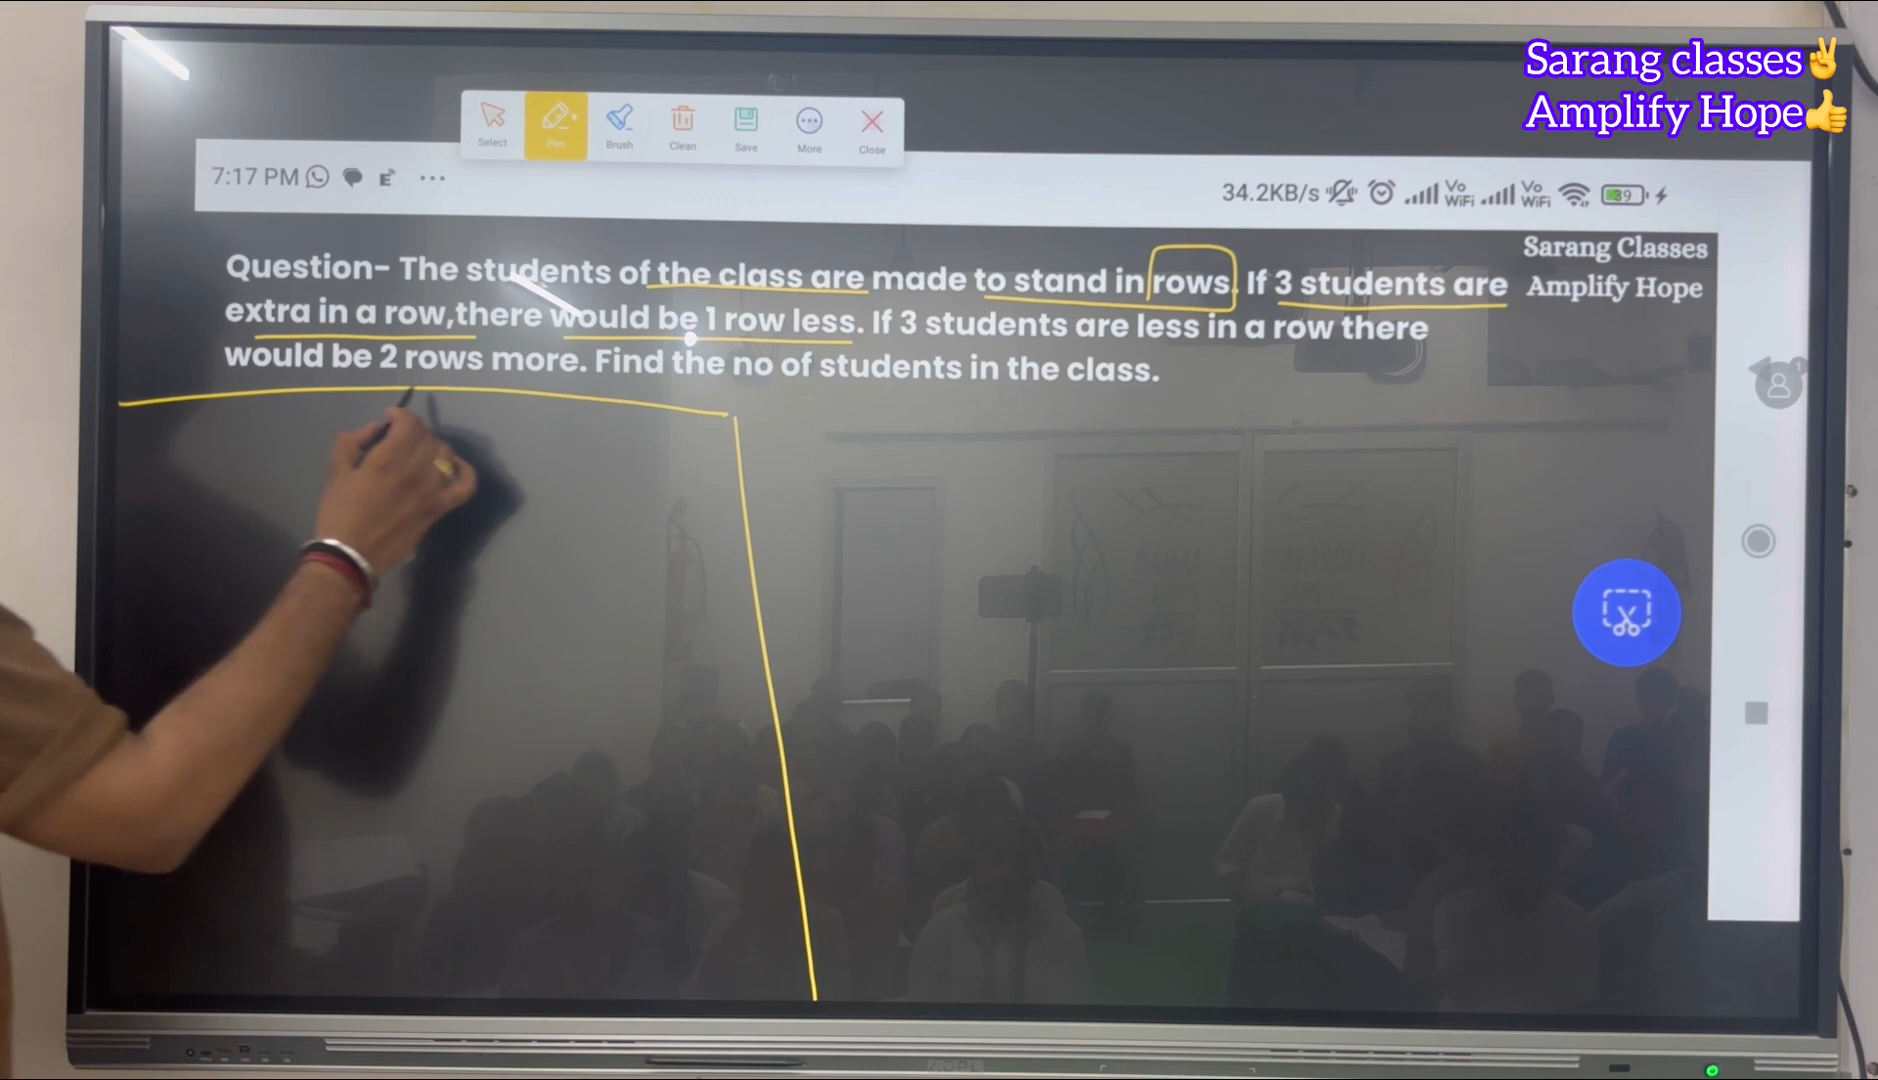 Sarang classes✌️
Amplify Hope👍
Select
Pen
Brush
Clean
Save
More
Close
7:17 PM
34.2KB/s
Vo WiFi
Vo WiFi
39
Sarang Classes
Amplify Hope
Question- The students of the class are made to stand in rows. If 3 students are
extra in a row,there would be 1 row less. If 3 students are less in a row there
would be 2 rows more. Find the no of students in the class.